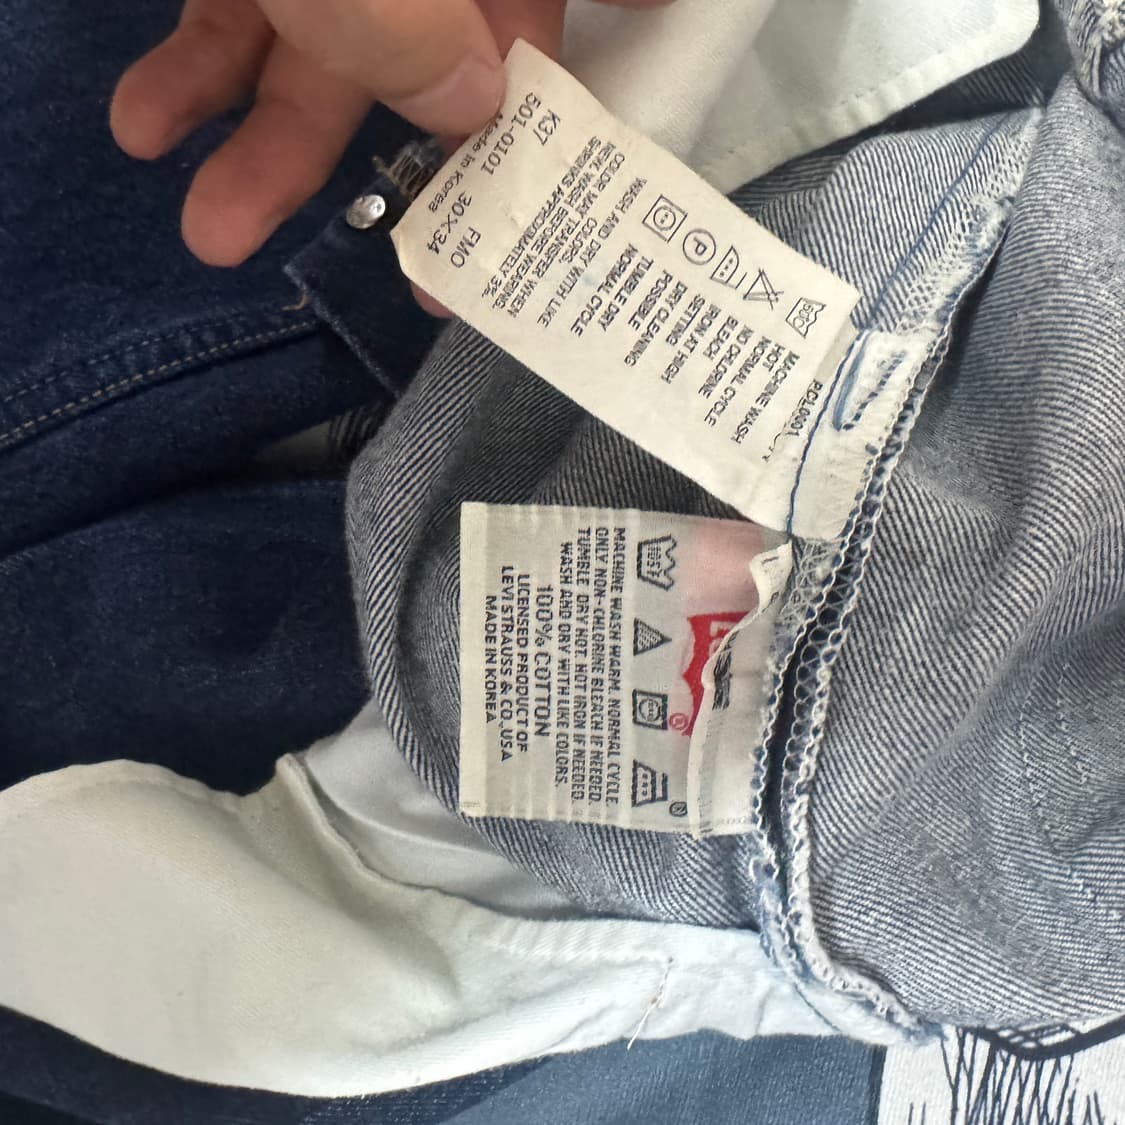 K37 FMO
501-0101 30 X 34
Made in Korea
COLOR MAY TRANSFER WHEN
NEW. WASH BEFORE WEARING.
SHRINKS APPROXIMATELY 3%.
WASH AND DRY WITH LIKE
COLORS.
TUMBLE DRY
NORMAL CYCLE
DRY CLEANING
POSSIBLE
IRON AT HIGH
SETTING
NO CHLORINE
BLEACH
MACHINE WASH
HOT
NORMAL CYCLE
MACHINE WASH WARM, NORMAL CYCLE.
ONLY NON-CHLORINE BLEACH IF NEEDED.
TUMBLE DRY HOT. HOT IRON IF NEEDED.
WASH AND DRY WITH LIKE COLORS.
100% COTTON
LICENSED PRODUCT OF
LEVI STRAUSS & CO., USA
MADE IN KOREA